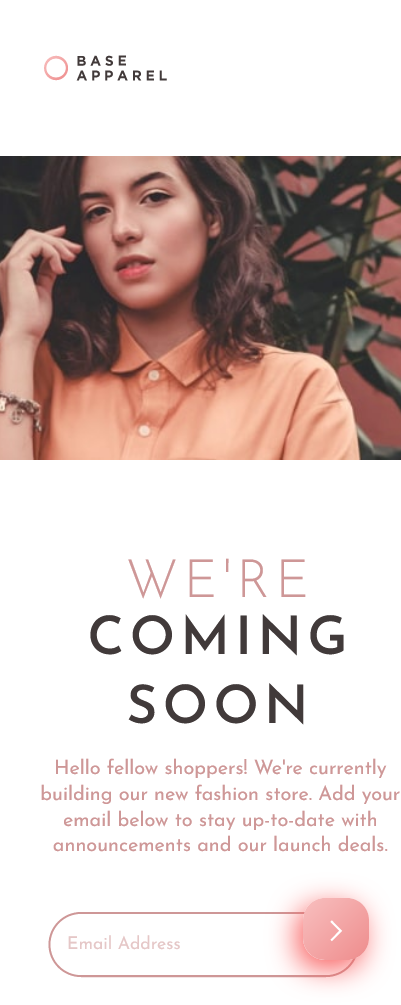 BASE
APPAREL
WE'RE
COMING
SOON
Hello fellow shoppers! We're currently
building our new fashion store. Add your
email below to stay up-to-date with
announcements and our launch deals.
Email Address